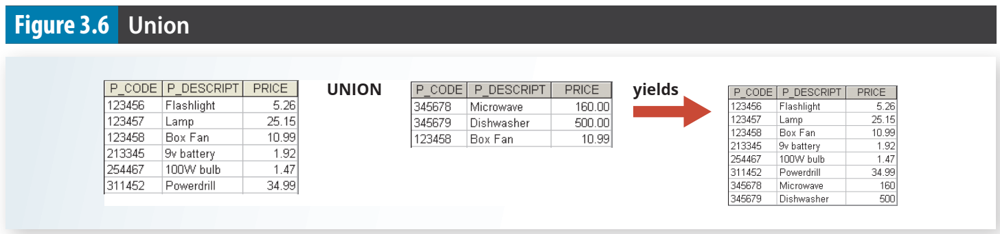 Figure 3.6 Union
P_CODE P_DESCRIPT PRICE
123456 Flashlight 5.26
123457 Lamp 25.15
123458 Box Fan 10.99
213345 9v battery 1.92
254467 100W bulb 1.47
311452 Powerdrill 34.99
UNION
P_CODE P_DESCRIPT PRICE
345678 Microwave 160.00
345679 Dishwasher 500.00
123458 Box Fan 10.99
yields
P_CODE P_DESCRIPT PRICE
123456 Flashlight 5.26
123457 Lamp 25.15
123458 Box Fan 10.99
213345 9v battery 1.92
254467 100W bulb 1.47
311452 Powerdrill 34.99
345678 Microwave 160
345679 Dishwasher 500